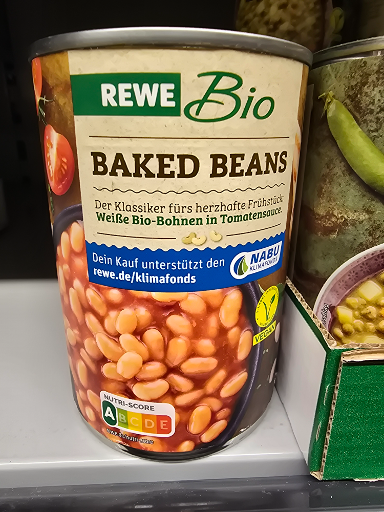 REWE Bio
BAKED BEANS
Der Klassiker fürs herzhafte Frühstück
Weiße Bio-Bohnen in Tomatensauce.
Dein Kauf unterstützt den
rewe.de/klimafonds
NABU
KLIMAFONDS
VEGAN
NUTRI-SCORE
A B C D E